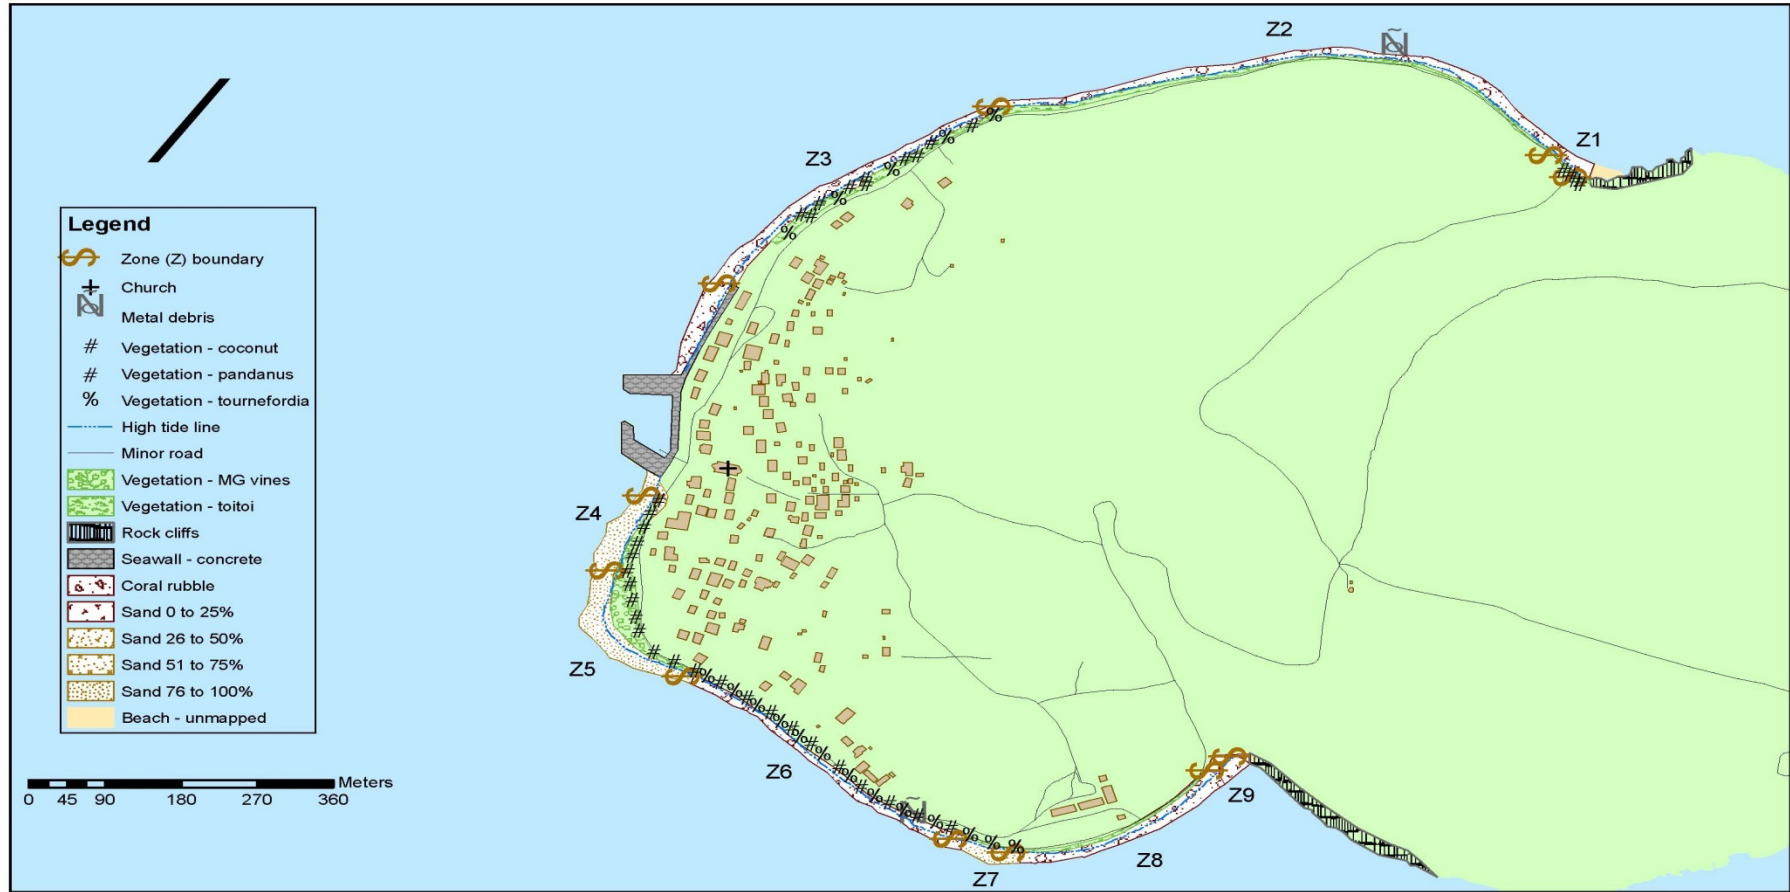 Z2
Z1
Z3
Legend
Zone (Z) boundary
Church
Metal debris
# Vegetation - coconut
# Vegetation - pandanus
% Vegetation - tournefordia
High tide line
Minor road
Vegetation - MG vines
Vegetation - toitoi
Rock cliffs
Seawall - concrete
Coral rubble
Sand 0 to 25%
Sand 26 to 50%
Sand 51 to 75%
Sand 76 to 100%
Beach - unmapped
Z4
Z5
Z6
Z7
Z8
Z9
Meters
0 45 90 180 270 360